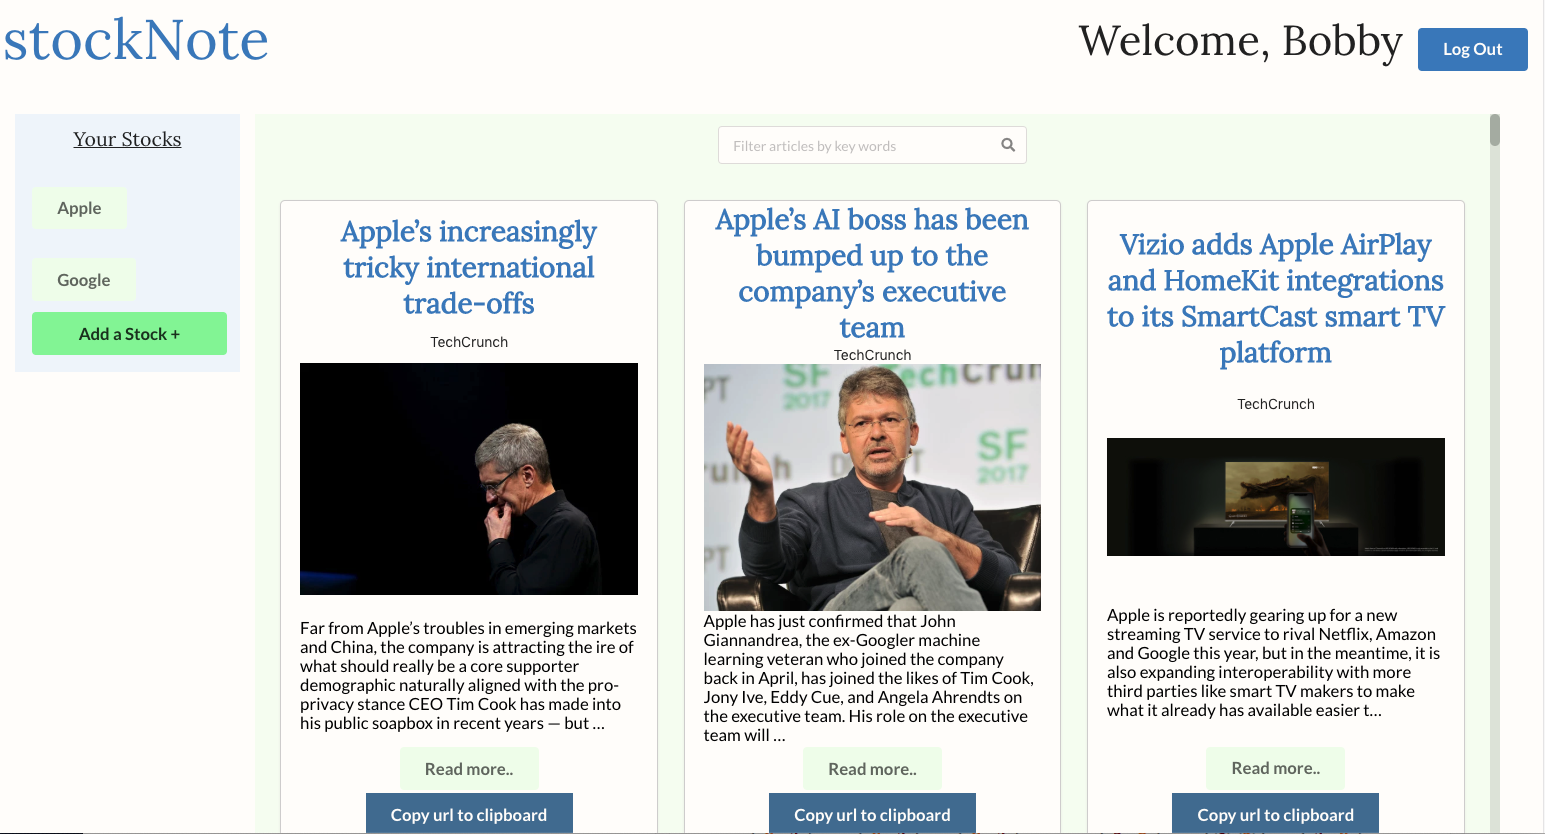 stockNote
Welcome, Bobby
Log Out
Your Stocks
Apple
Google
Add a Stock +
Filter articles by key words
Apple’s increasingly
tricky international
trade-offs
TechCrunch
Far from Apple’s troubles in emerging markets
and China, the company is attracting the ire of
what should really be a core supporter
demographic naturally aligned with the pro-
privacy stance CEO Tim Cook has made into
his public soapbox in recent years — but …
Read more..
Copy url to clipboard
Apple’s AI boss has been
bumped up to the
company’s executive
team
TechCrunch
SF
2017
TechCrun
SF
2017
Apple has just confirmed that John
Giannandrea, the ex-Googler machine
learning veteran who joined the company
back in April, has joined the likes of Tim Cook,
Jony Ive, Eddy Cue, and Angela Ahrendts on
the executive team. His role on the executive
team will …
Read more..
Copy url to clipboard
Vizio adds Apple AirPlay
and HomeKit integrations
to its SmartCast smart TV
platform
TechCrunch
Apple is reportedly gearing up for a new
streaming TV service to rival Netflix, Amazon
and Google this year, but in the meantime, it is
also expanding interoperability with more
third parties like smart TV makers to make
what it already has available easier t…
Read more..
Copy url to clipboard